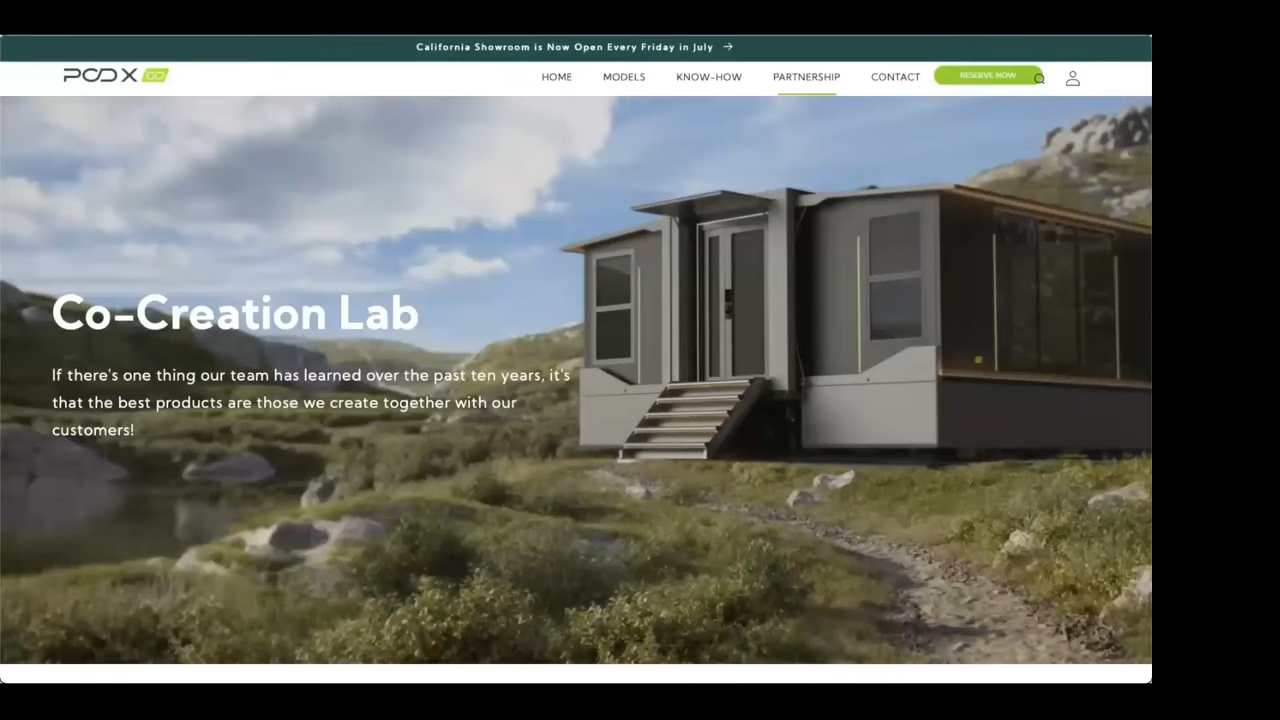 California Showroom is Now Open Every Friday in July →
PODX GO
HOME
MODELS
KNOW-HOW
PARTNERSHIP
CONTACT
RESERVE NOW
Co-Creation Lab
If there's one thing our team has learned over the past ten years, it's
that the best products are those we create together with our
customers!